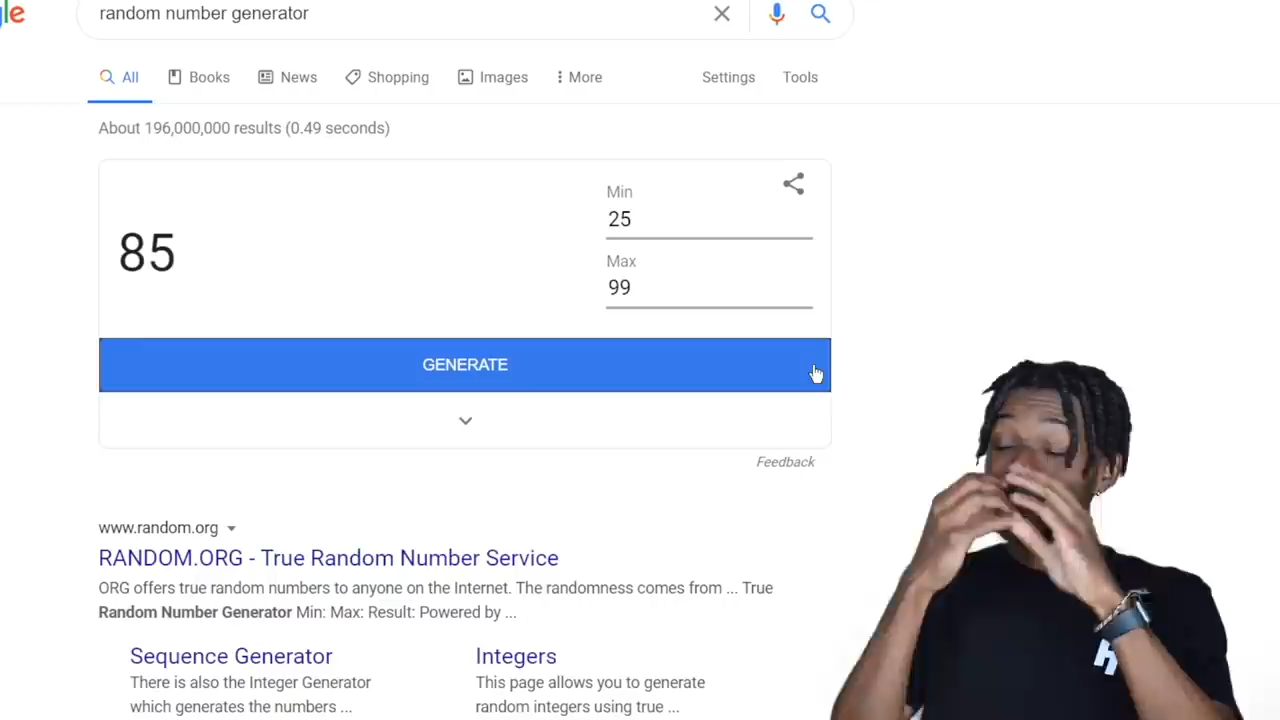 le
random number generator
All Books News Shopping Images More Settings Tools
About 196,000,000 results (0.49 seconds)
Min
25
85
Max
99
GENERATE
Feedback
www.random.org
RANDOM.ORG - True Random Number Service
ORG offers true random numbers to anyone on the Internet. The randomness comes from ... True
Random Number Generator Min: Max: Result: Powered by ...
Sequence Generator
There is also the Integer Generator
which generates the numbers ...
Integers
This page allows you to generate
random integers using true ...